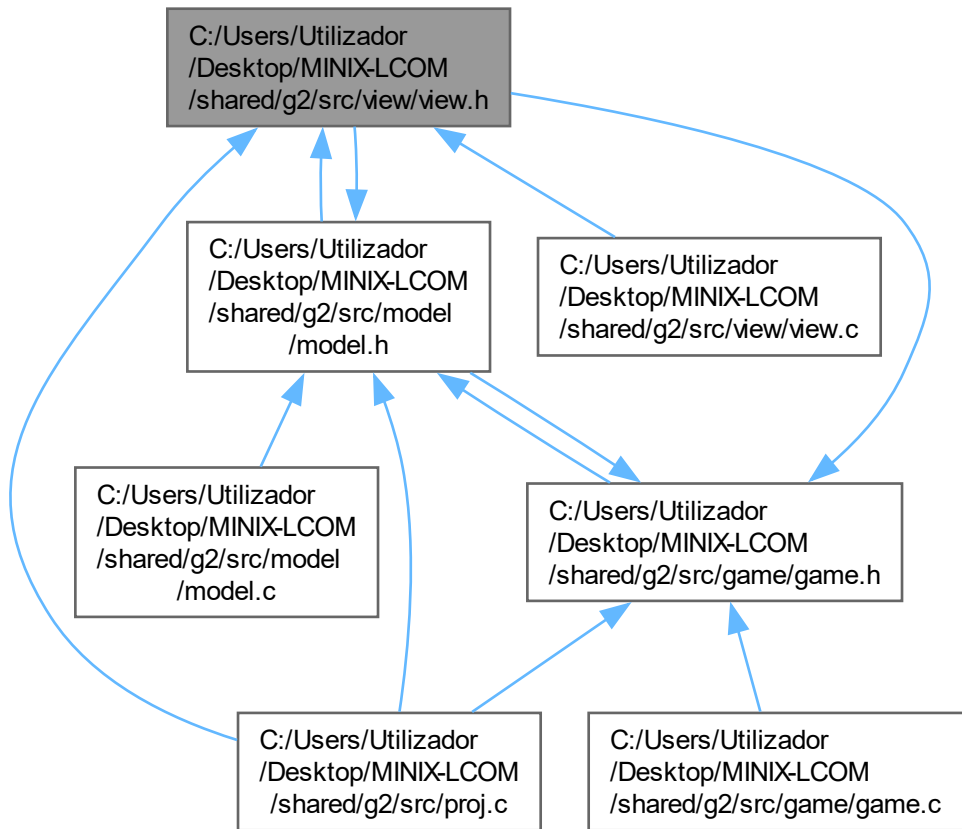 C:/Users/Utilizador
/Desktop/MINIX-LCOM
/shared/g2/src/view/view.h
C:/Users/Utilizador
/Desktop/MINIX-LCOM
/shared/g2/src/model
/model.h
C:/Users/Utilizador
/Desktop/MINIX-LCOM
/shared/g2/src/view/view.c
C:/Users/Utilizador
/Desktop/MINIX-LCOM
/shared/g2/src/model
/model.c
C:/Users/Utilizador
/Desktop/MINIX-LCOM
/shared/g2/src/game/game.h
C:/Users/Utilizador
/Desktop/MINIX-LCOM
/shared/g2/src/proj.c
C:/Users/Utilizador
/Desktop/MINIX-LCOM
/shared/g2/src/game/game.c